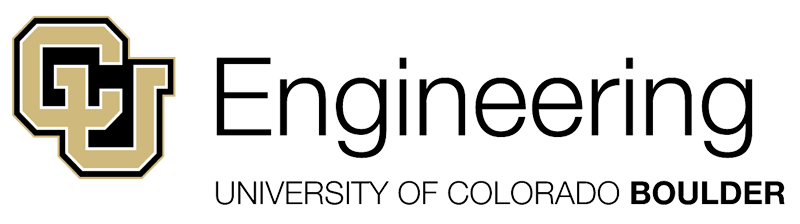 CU
Engineering
UNIVERSITY OF COLORADO BOULDER